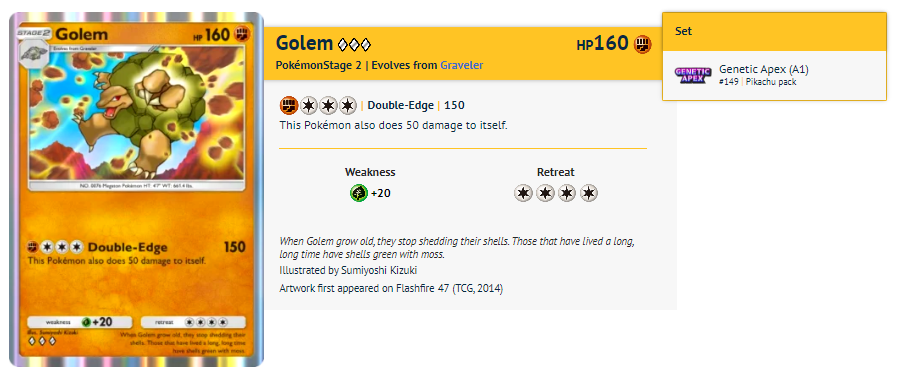 STAGE 2 Golem HP 160
Evolves from Graveler
NO. 0076 Megaton Pokémon HT: 4'7" WT: 661.4 lbs.
Double-Edge 150
This Pokémon also does 50 damage to itself.
weakness +20 retreat
Illus. Sumiyoshi Kizuki
When Golem grow old, they stop shedding their
shells. Those that have lived a long, long time
have shells green with moss.
Golem HP160
PokémonStage 2 | Evolves from Graveler
| Double-Edge | 150
This Pokémon also does 50 damage to itself.
Weakness Retreat
+20
When Golem grow old, they stop shedding their shells. Those that have lived a long,
long time have shells green with moss.
Illustrated by Sumiyoshi Kizuki
Artwork first appeared on Flashfire 47 (TCG, 2014)
Set
GENETIC
APEX
Genetic Apex (A1)
#149 | Pikachu pack